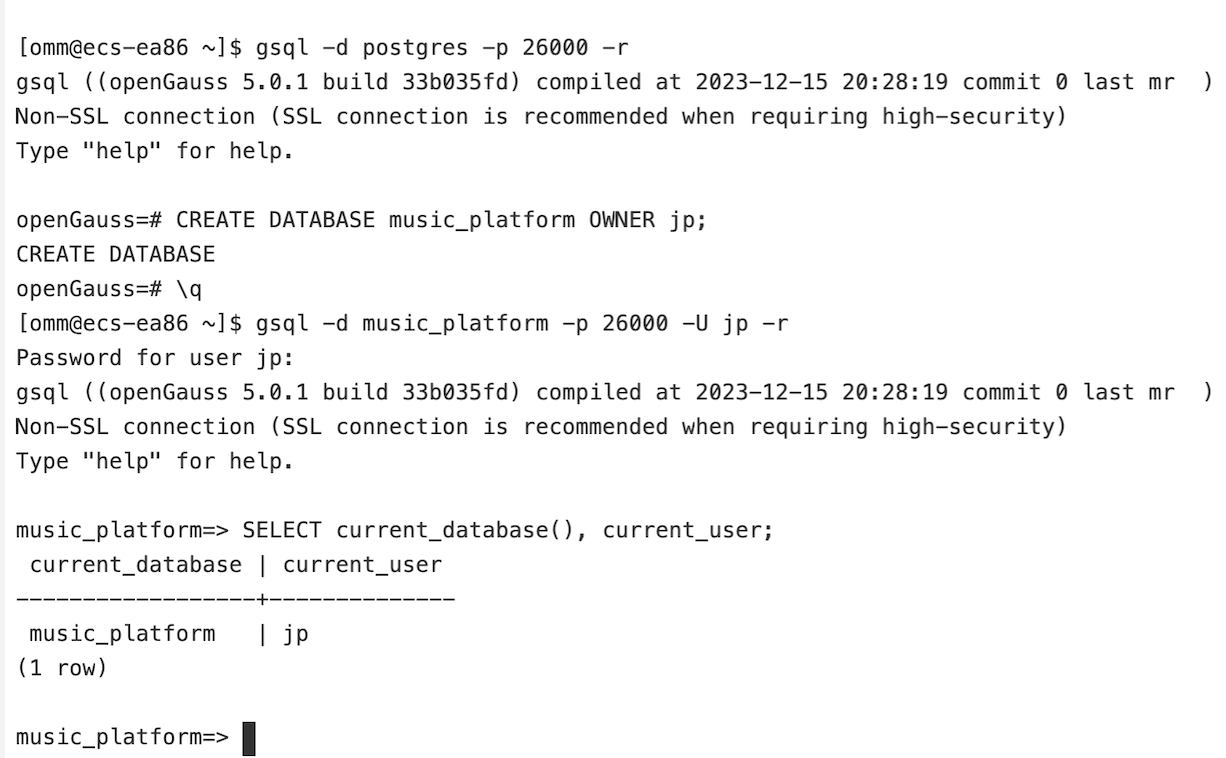 [omm@ecs-ea86 ~]$ gsql -d postgres -p 26000 -r
gsql ((openGauss 5.0.1 build 33b035fd) compiled at 2023-12-15 20:28:19 commit 0 last mr  )
Non-SSL connection (SSL connection is recommended when requiring high-security)
Type "help" for help.

openGauss=# CREATE DATABASE music_platform OWNER jp;
CREATE DATABASE
openGauss=# \q
[omm@ecs-ea86 ~]$ gsql -d music_platform -p 26000 -U jp -r
Password for user jp:
gsql ((openGauss 5.0.1 build 33b035fd) compiled at 2023-12-15 20:28:19 commit 0 last mr  )
Non-SSL connection (SSL connection is recommended when requiring high-security)
Type "help" for help.

music_platform=> SELECT current_database(), current_user;
 current_database | current_user
------------------+--------------
 music_platform   | jp
(1 row)

music_platform=>